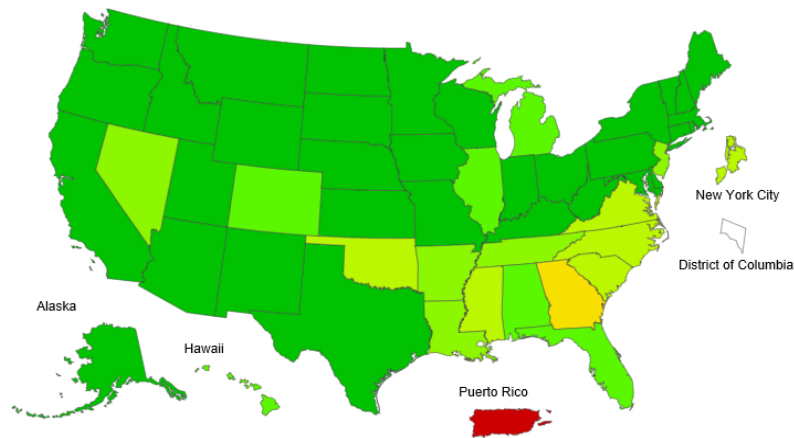 New York City
District of Columbia
Alaska
Hawaii
Puerto Rico